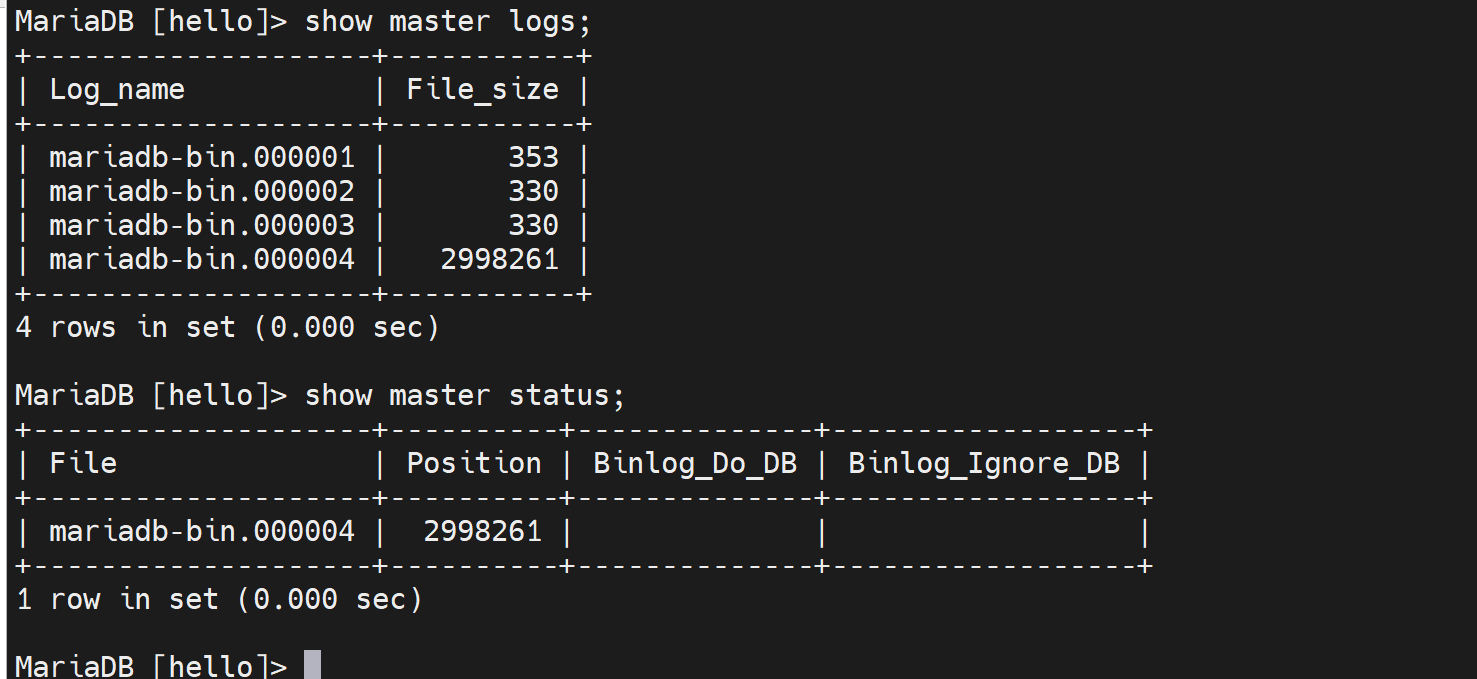 MariaDB [hello]> show master logs;
+--------------------+-----------+
| Log_name           | File_size |
+--------------------+-----------+
| mariadb-bin.000001 |       353 |
| mariadb-bin.000002 |       330 |
| mariadb-bin.000003 |       330 |
| mariadb-bin.000004 |   2998261 |
+--------------------+-----------+
4 rows in set (0.000 sec)

MariaDB [hello]> show master status;
+--------------------+----------+--------------+------------------+
| File               | Position | Binlog_Do_DB | Binlog_Ignore_DB |
+--------------------+----------+--------------+------------------+
| mariadb-bin.000004 |  2998261 |              |                  |
+--------------------+----------+--------------+------------------+
1 row in set (0.000 sec)

MariaDB [hello]>